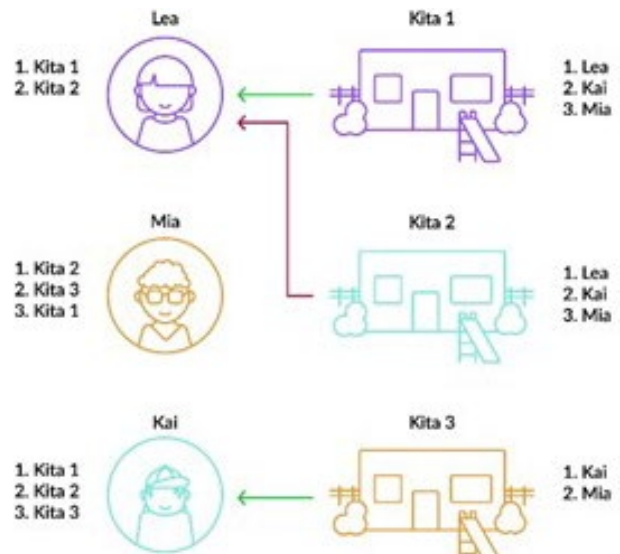 Lea
Kita 1
1. Kita 1
2. Kita 2
1. Lea
2. Kai
3. Mia
Mia
Kita 2
1. Kita 2
2. Kita 3
3. Kita 1
1. Lea
2. Kai
3. Mia
Kai
Kita 3
1. Kita 1
2. Kita 2
3. Kita 3
1. Kai
2. Mia